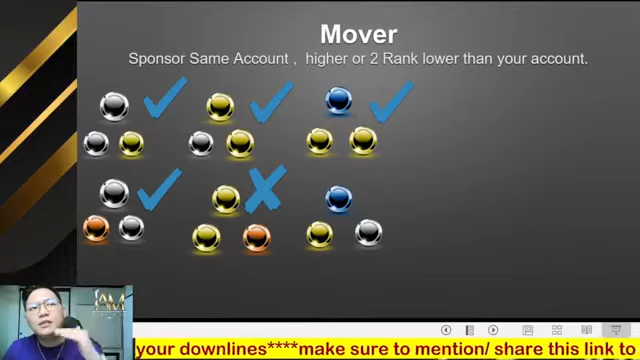 Mover
Sponsor Same Account , higher or 2 Rank lower than your account.
your downlines****make sure to mention/ share this link to